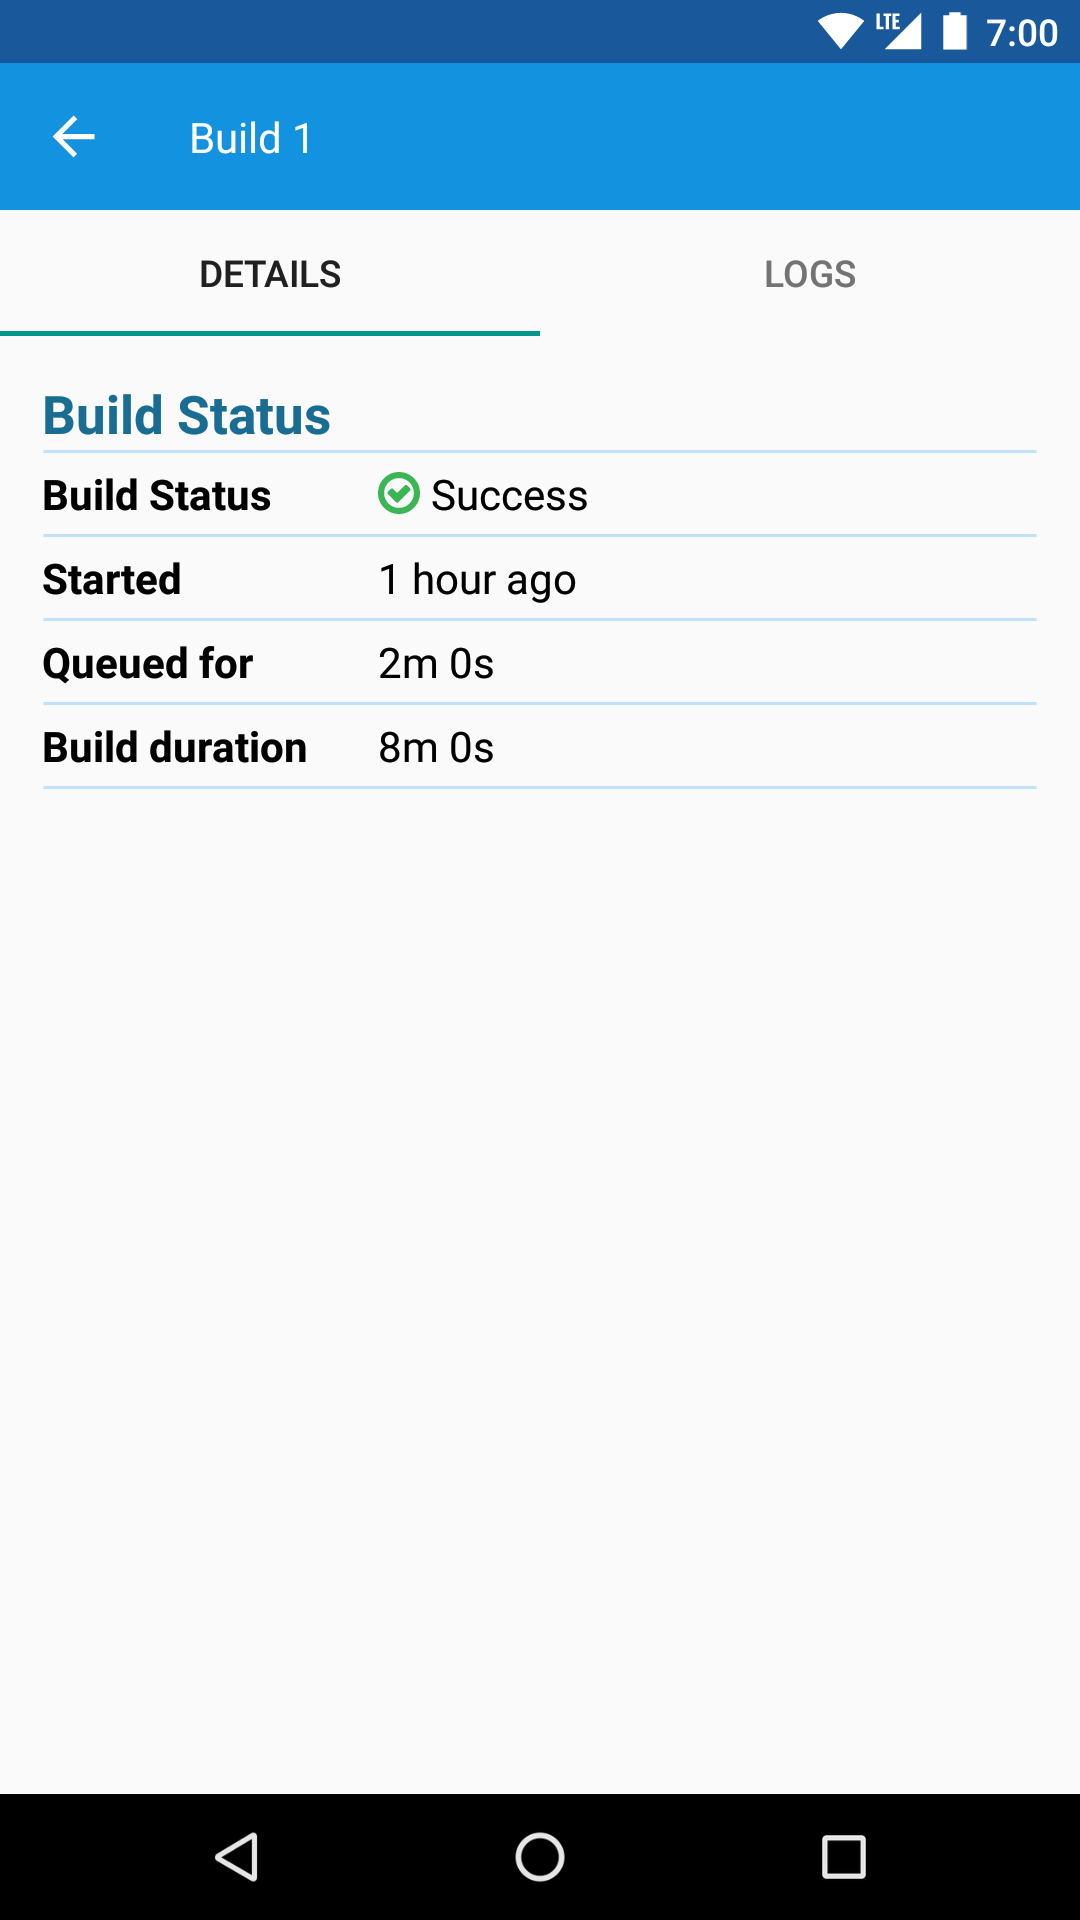 LTE 7:00
Build 1
DETAILS LOGS
Build Status
Build Status Success
Started 1 hour ago
Queued for 2m 0s
Build duration 8m 0s